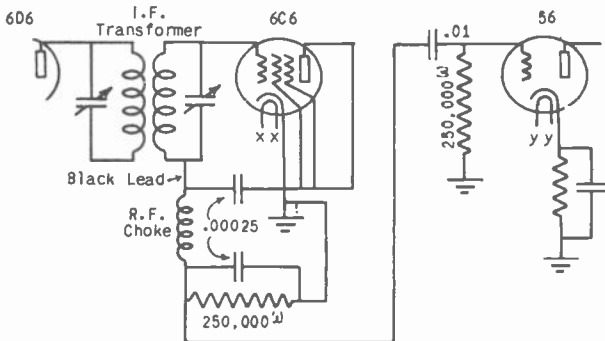 6D6
I.F.
Transformer
6C6
56
.01
250,000ω
x x
y y
Black Lead
R.F.
Choke
.00025
250,000ω